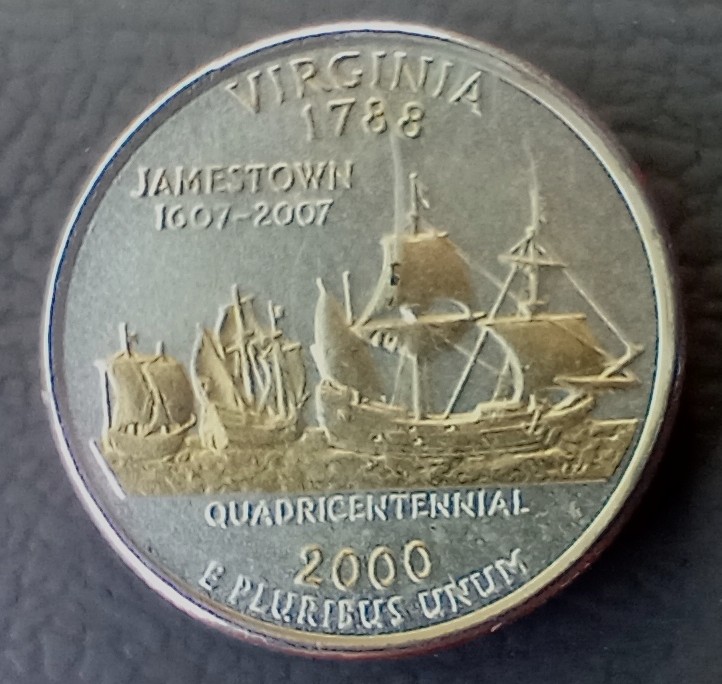 VIRGINIA
1788
JAMESTOWN
1607-2007
QUADRICENTENNIAL
2000
E PLURIBUS UNUM